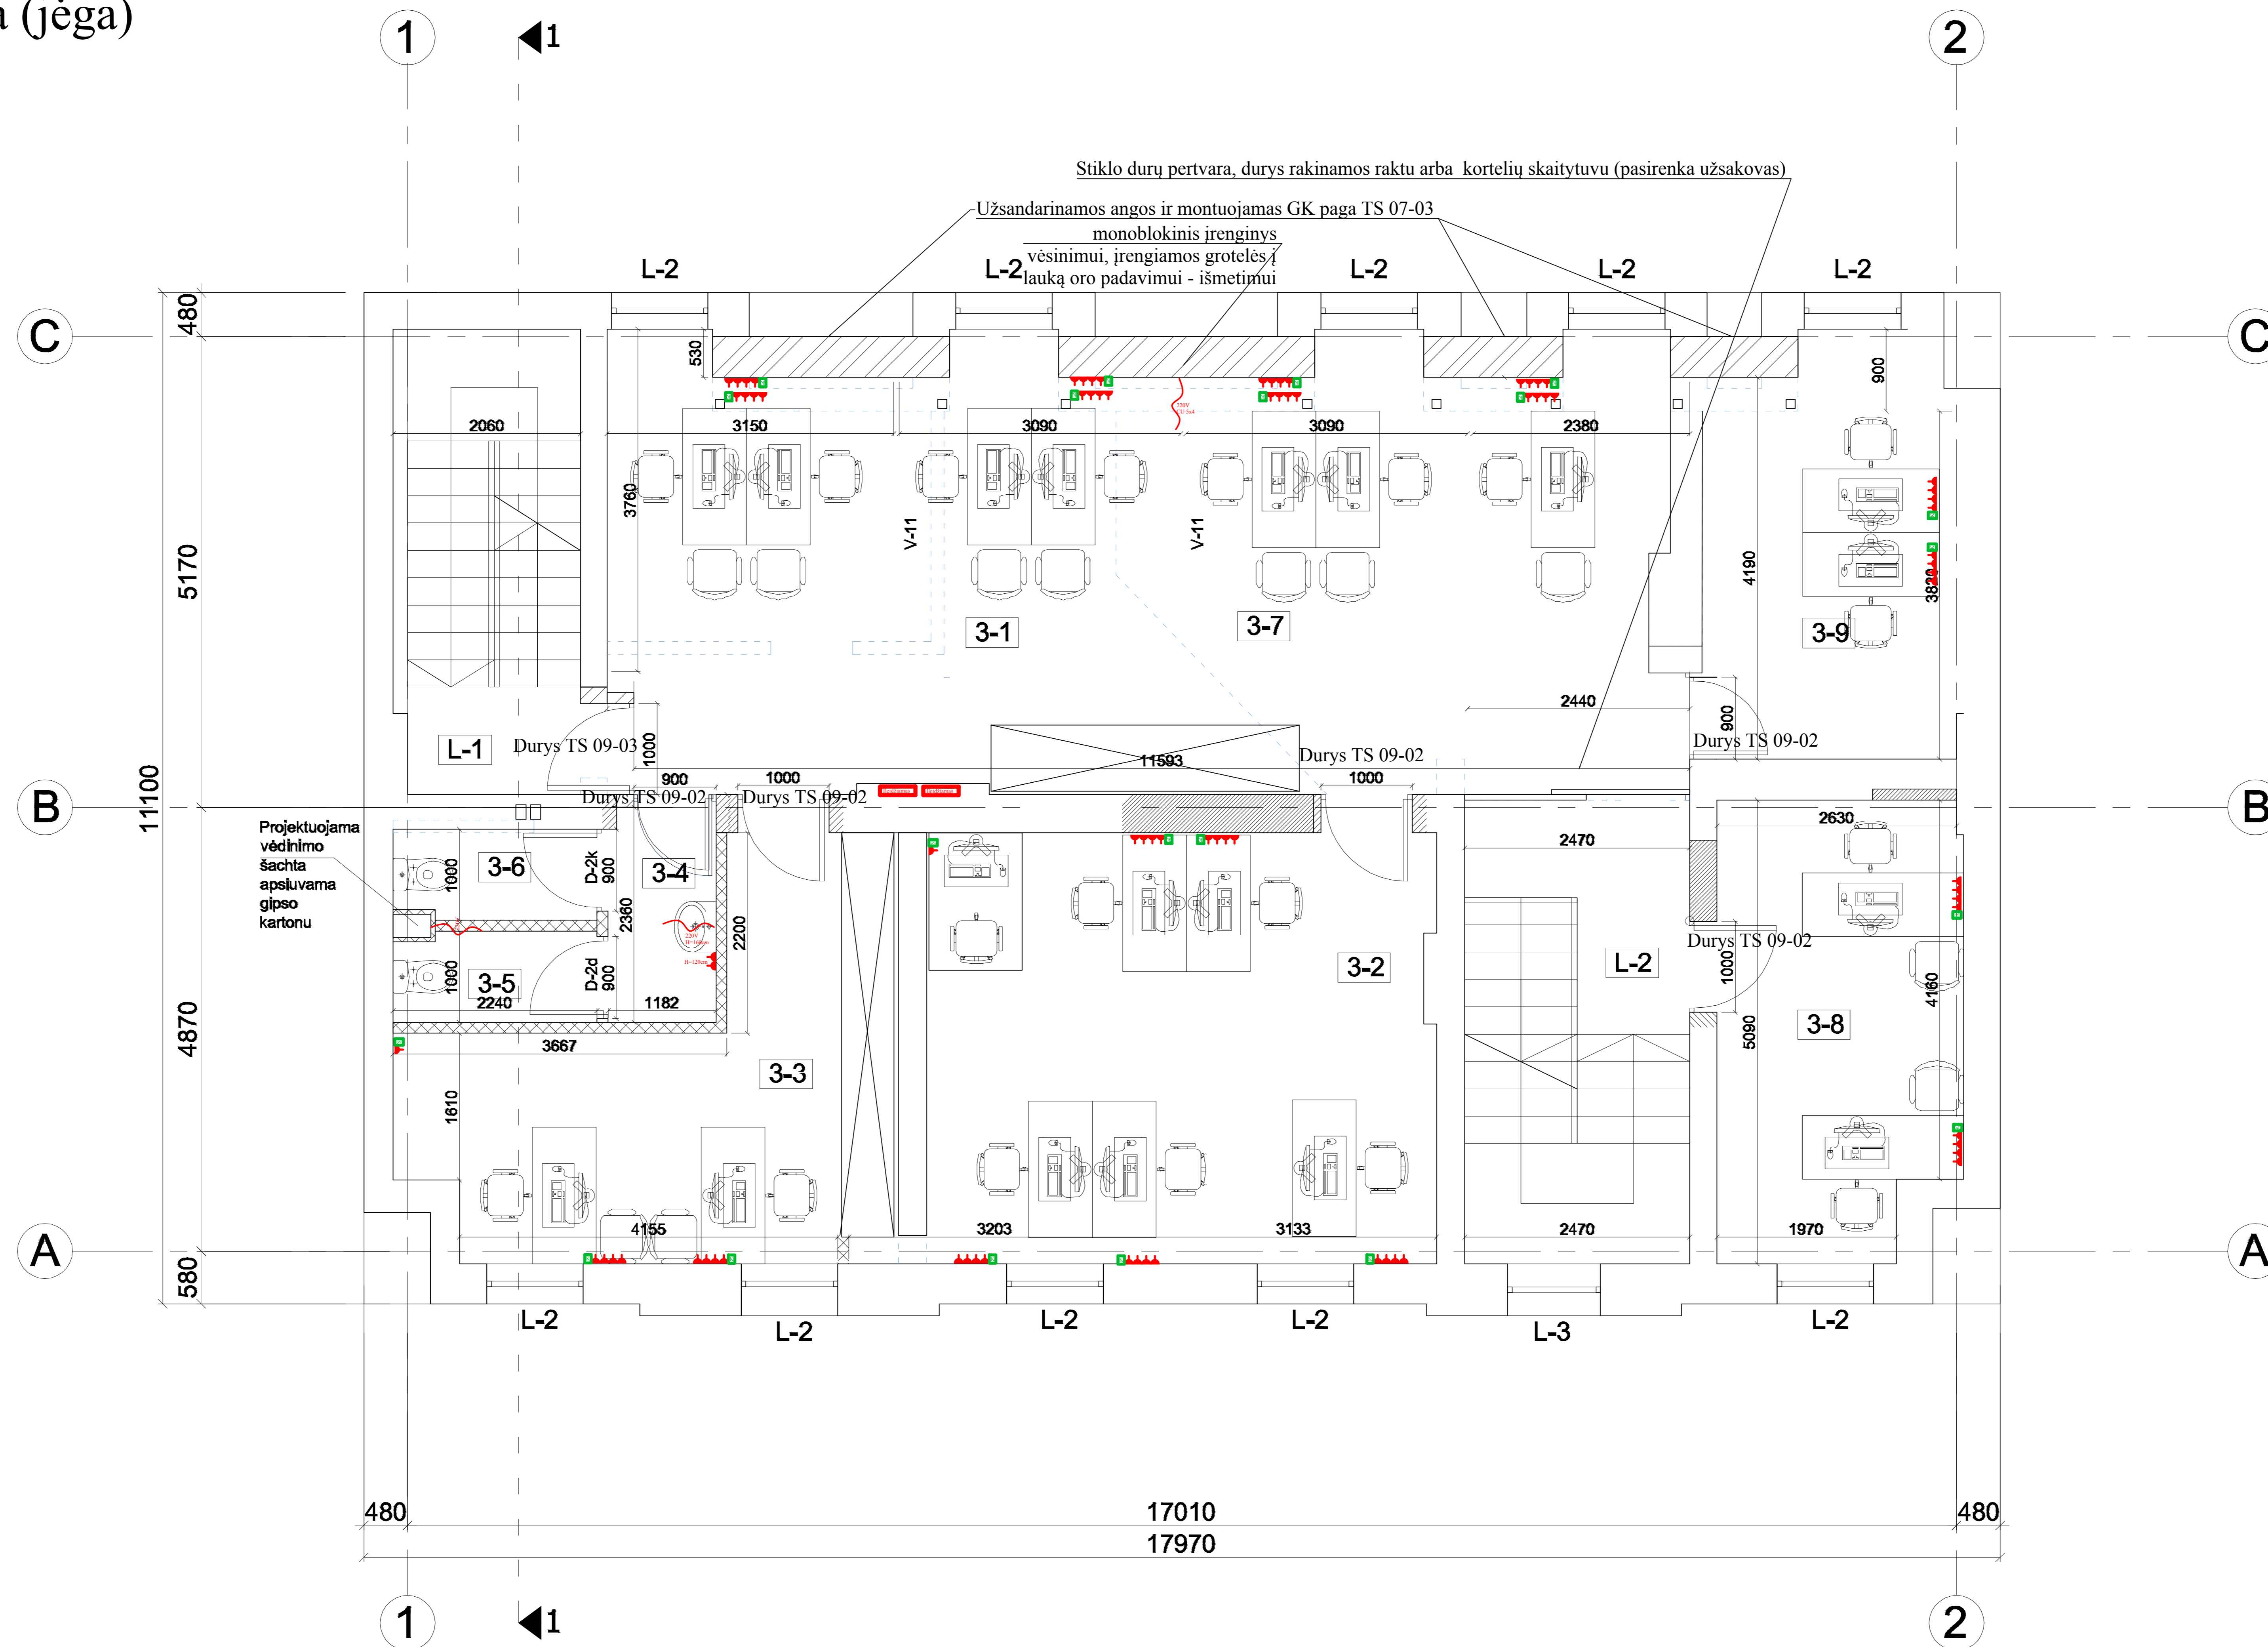 a (jėga)
1
1
2
Stiklo durų pertvara, durys rakinamos raktu arba kortelių skaitytuvu (pasirenka užsakovas)
Užsandarinamos angos ir montuojamas GK paga TS 07-03
monoblokinis įrenginys
vėsinimui, įrengiamos grotelės į
lauką oro padavimui - išmetimui
L-2
L-2
L-2
L-2
L-2
480
C
C
530
900
2060
3150
3090
3090
2380
220V
CU 5x4
3760
V-11
V-11
5170
4190
3820
3-1
3-7
3-9
2440
900
L-1
Durys TS 09-03
1000
11593
Durys TS 09-02
Durys TS 09-02
11100
900
1000
1000
Durys TS 09-02
Durys TS 09-02
B
B
Projektuojama
vėdinimo
šachta
apsiuvama
gipso
kartonu
2630
2470
3-6
D-2k
900
3-4
1000
2360
2200
220V
H=160cm
H=120cm
Durys TS 09-02
3-2
L-2
1000
3-5
1000
D-2d
900
2240
1182
4160
3-8
5090
4870
3667
3-3
1610
4155
3203
3133
2470
1970
A
A
580
L-2
L-2
L-2
L-2
L-3
L-2
480
17010
480
17970
1
1
2